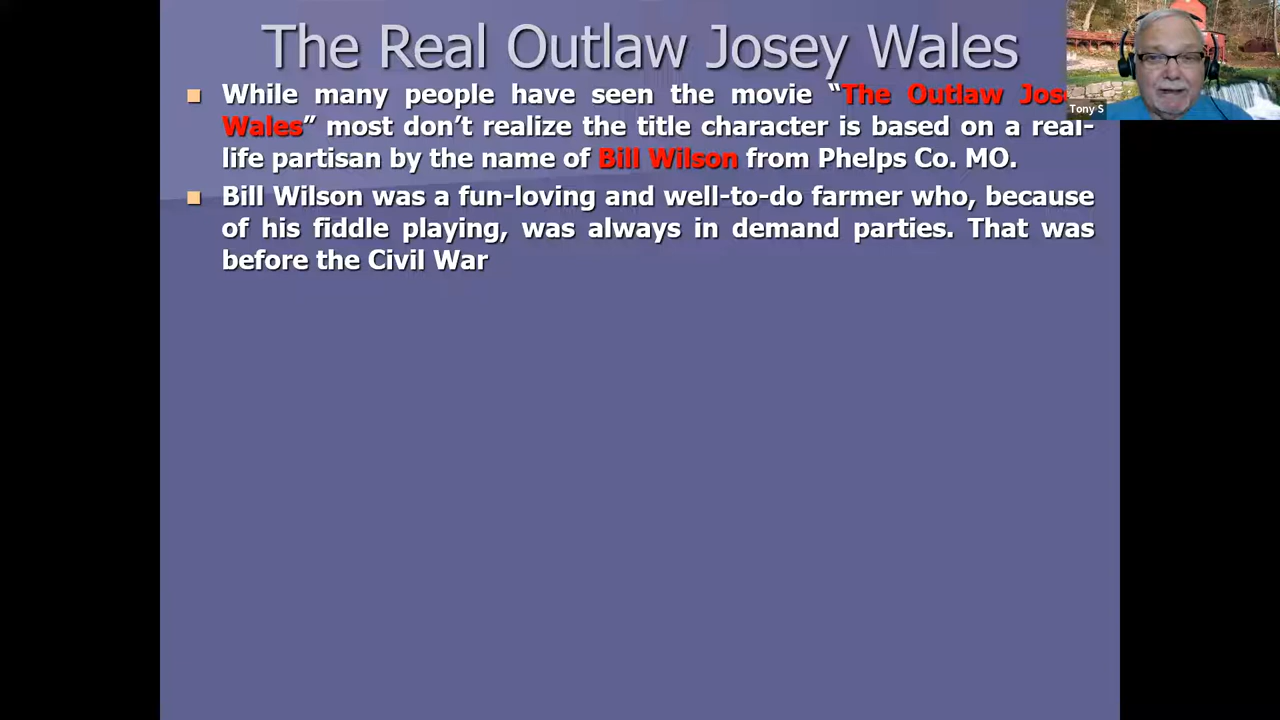 The Real Outlaw Josey Wales
While many people have seen the movie “The Outlaw
Wales” most don’t realize the title character is based on a real-
life partisan by the name of Bill Wilson from Phelps Co. MO.
Bill Wilson was a fun-loving and well-to-do farmer who, because
of his fiddle playing, was always in demand parties. That was
before the Civil War
Tony S